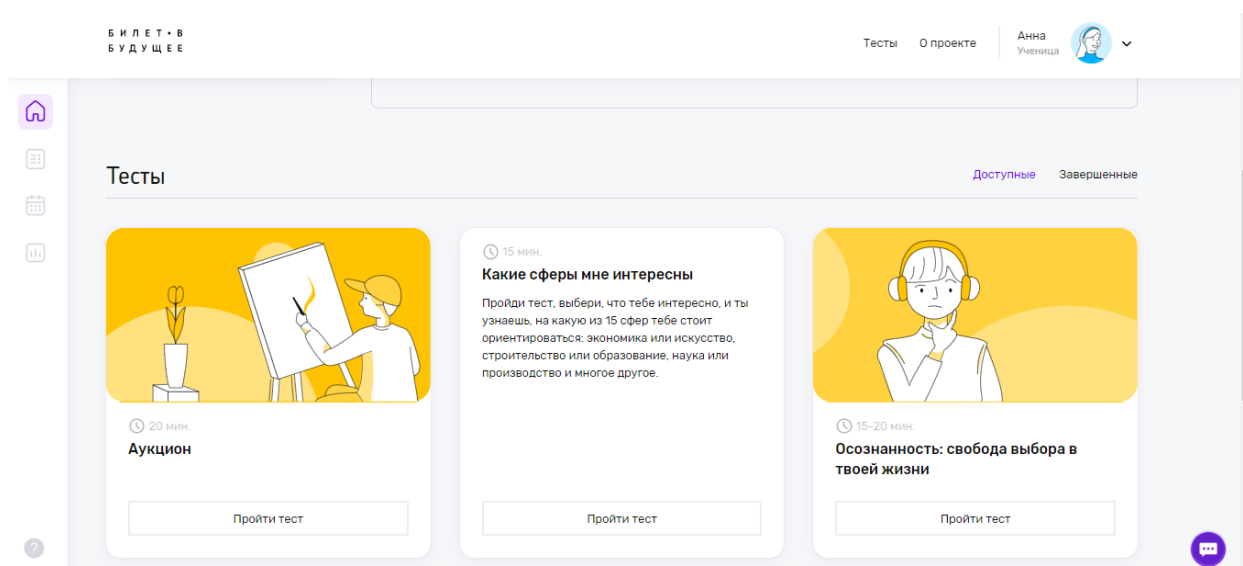 БИЛЕТ•В
БУДУЩЕЕ
Тесты О проекте
Анна
Ученица
Тесты
Доступные Завершенные
20 мин.
Аукцион
Пройти тест
15 мин.
Какие сферы мне интересны
Пройди тест, выбери, что тебе интересно, и ты
узнаешь, на какую из 15 сфер тебе стоит
ориентироваться: экономика или искусство,
строительство или образование, наука или
производство и многое другое.
Пройти тест
15-20 мин.
Осознанность: свобода выбора в
твоей жизни
Пройти тест
?